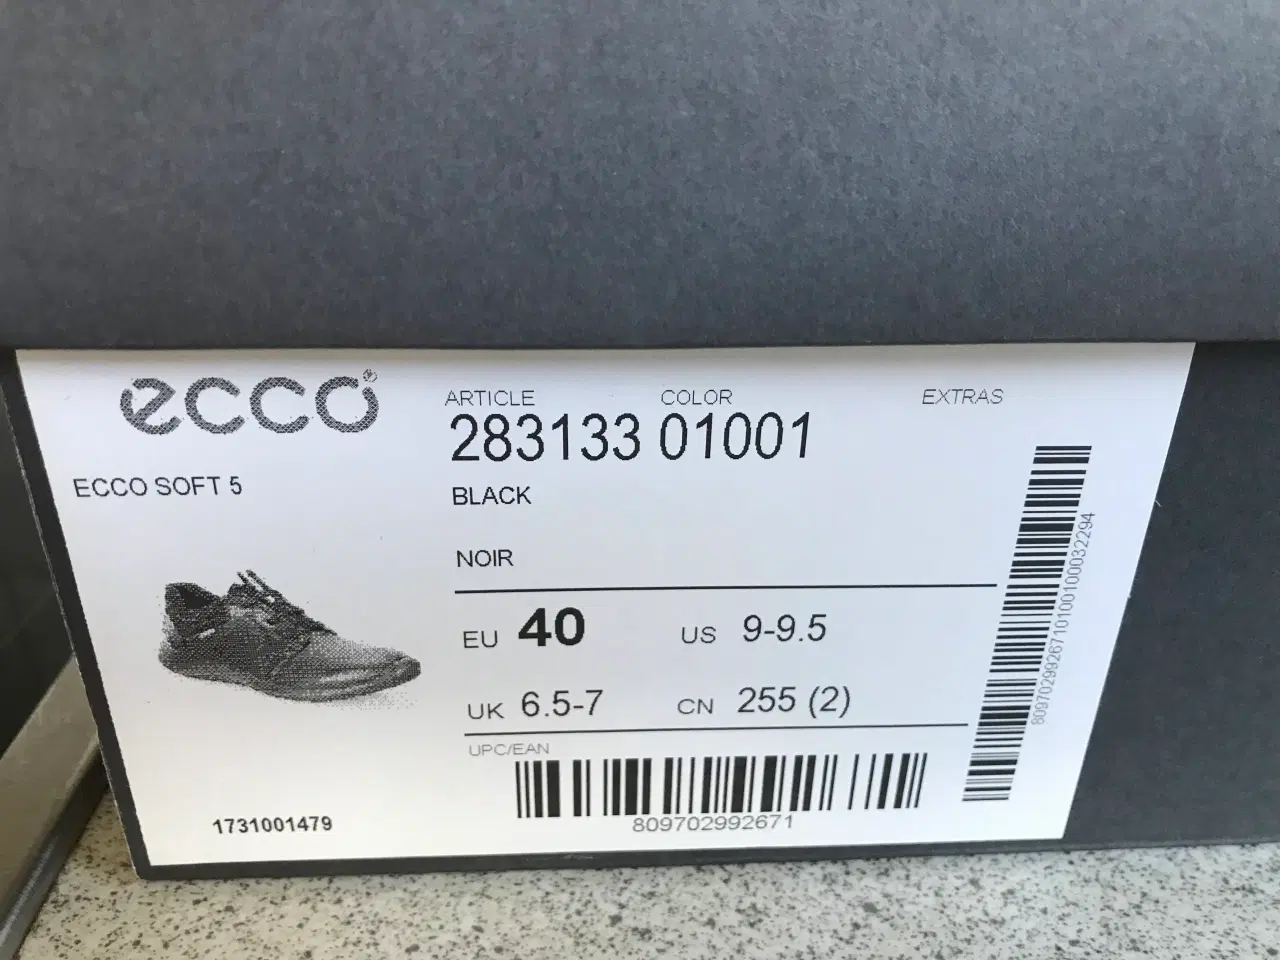 ecco®
ARTICLE COLOR EXTRAS
283133 01001
ECCO SOFT 5
BLACK
NOIR
EU 40 US 9-9.5
UK 6.5-7 CN 255 (2)
UPC/EAN
809702992671
1731001479
80970299267101001000032294